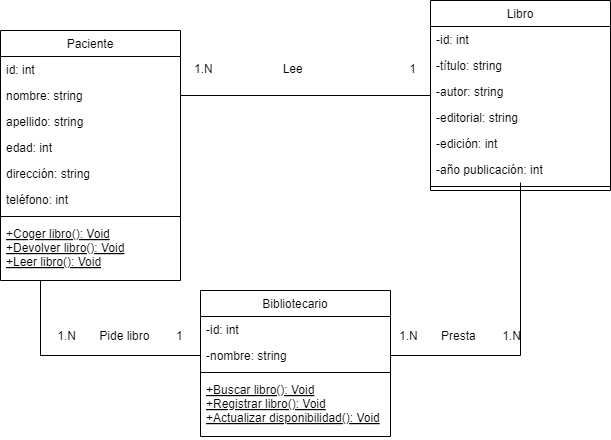 Libro
-id: int
-título: string
-autor: string
-editorial: string
-edición: int
-año publicación: int
Paciente
id: int
nombre: string
apellido: string
edad: int
dirección: string
teléfono: int
+Coger libro(): Void
+Devolver libro(): Void
+Leer libro(): Void
1.N Lee 1
1.N Pide libro 1
Bibliotecario
-id: int
-nombre: string
+Buscar libro(): Void
+Registrar libro(): Void
+Actualizar disponibilidad(): Void
1.N Presta 1.N